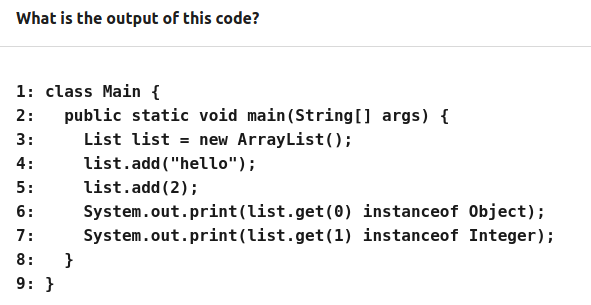 What is the output of this code?
1: class Main {
2:   public static void main(String[] args) {
3:     List list = new ArrayList();
4:     list.add("hello");
5:     list.add(2);
6:     System.out.print(list.get(0) instanceof Object);
7:     System.out.print(list.get(1) instanceof Integer);
8:   }
9: }